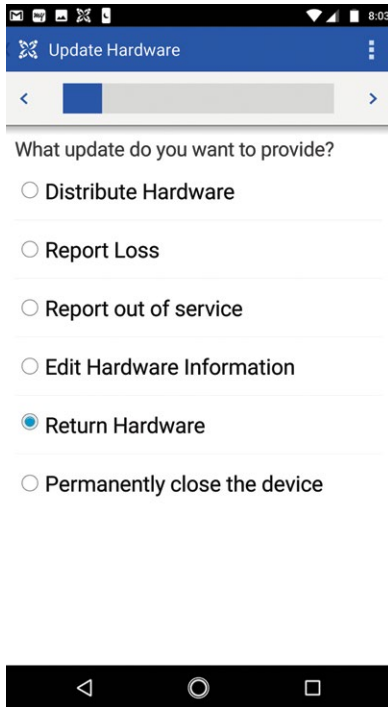 8:03
Update Hardware
What update do you want to provide?
Distribute Hardware
Report Loss
Report out of service
Edit Hardware Information
Return Hardware
Permanently close the device